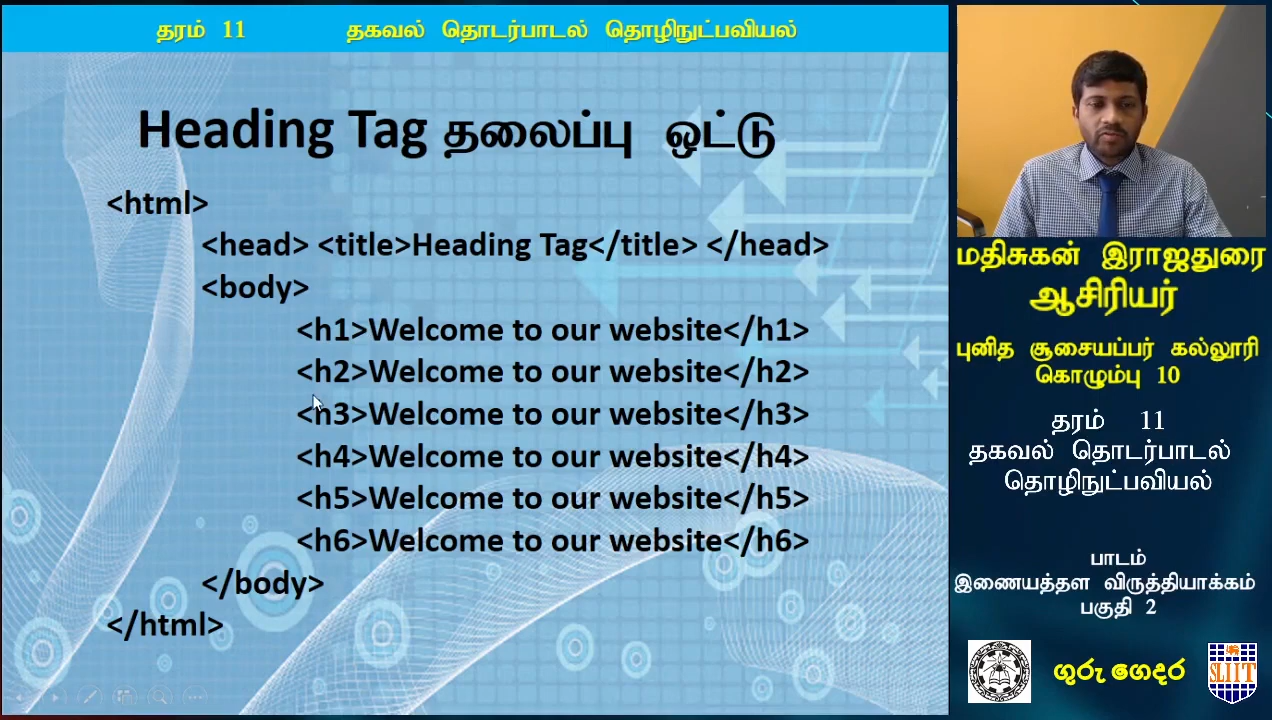 தரம் 11 தகவல் தொடர்பாடல் தொழிநுட்பவியல்
Heading Tag தலைப்பு ஒட்டு
<html>
<head> <title>Heading Tag</title> </head>
<body>
<h1>Welcome to our website</h1>
<h2>Welcome to our website</h2>
<h3>Welcome to our website</h3>
<h4>Welcome to our website</h4>
<h5>Welcome to our website</h5>
<h6>Welcome to our website</h6>
</body>
</html>
மதிசுகன் இராஜதுரை
ஆசிரியர்
புனித சூசையப்பர் கல்லூரி
கொழும்பு 10
தரம் 11
தகவல் தொடர்பாடல்
தொழிநுட்பவியல்
பாடம்
இணையத்தள விருத்தியாக்கம்
பகுதி 2
ගුරු ගෙදර
SLIIT